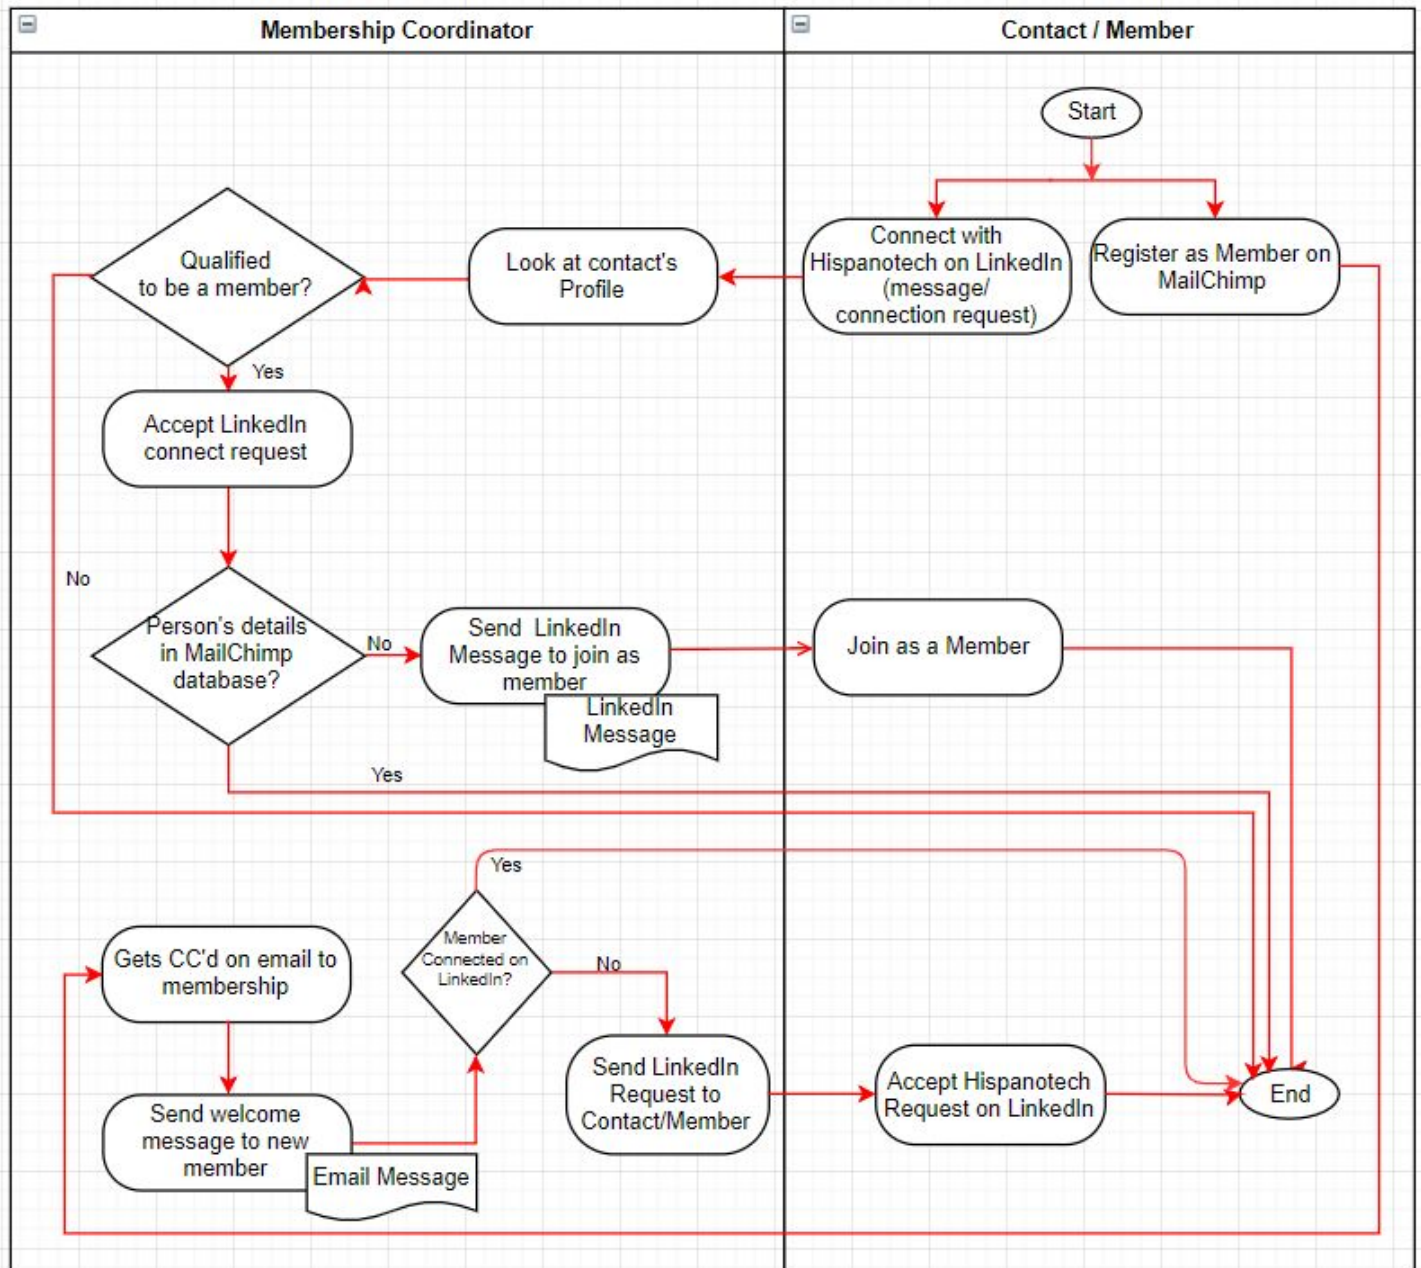 Membership Coordinator
Contact / Member
Start
Connect with
Hispanotech on LinkedIn
(message/
connection request)
Register as Member on
MailChimp
Look at contact's
Profile
Qualified
to be a member?
Yes
Accept LinkedIn
connect request
No
Person's details
in MailChimp
database?
No
Send LinkedIn
Message to join as
member
LinkedIn
Message
Join as a Member
Yes
Yes
Member
Connected on
LinkedIn?
No
Gets CC'd on email to
membership
Send welcome
message to new
member
Email Message
Send LinkedIn
Request to
Contact/Member
Accept Hispanotech
Request on LinkedIn
End